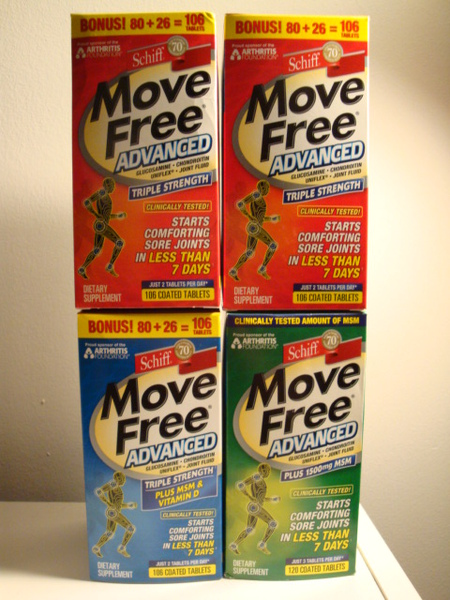 BONUS! 80 + 26 = 106
TABLETS
Proud sponsor of the
ARTHRITIS
FOUNDATION®
Schiff
70
Move
Free®
ADVANCED
GLUCOSAMINE • CHONDROITIN
UNIFLEX® • JOINT FLUID
TRIPLE STRENGTH
CLINICALLY TESTED!
STARTS
COMFORTING
SORE JOINTS
IN LESS THAN
7 DAYS
JUST 2 TABLETS PER DAY*
DIETARY
SUPPLEMENT
106 COATED TABLETS
BONUS! 80 + 26 = 106
TABLETS
Proud sponsor of the
ARTHRITIS
FOUNDATION®
Schiff
70
Move
Free®
ADVANCED
GLUCOSAMINE • CHONDROITIN
UNIFLEX® • JOINT FLUID
TRIPLE STRENGTH
CLINICALLY TESTED!
STARTS
COMFORTING
SORE JOINTS
IN LESS THAN
7 DAYS
JUST 2 TABLETS PER DAY*
DIETARY
SUPPLEMENT
106 COATED TABLETS
BONUS! 80 + 26 = 106
TABLETS
Proud sponsor of the
ARTHRITIS
FOUNDATION®
Schiff
70
Move
Free®
ADVANCED
GLUCOSAMINE • CHONDROITIN
UNIFLEX® • JOINT FLUID
TRIPLE STRENGTH
PLUS MSM &
VITAMIN D
CLINICALLY TESTED!
STARTS
COMFORTING
SORE JOINTS
IN LESS THAN
7 DAYS
JUST 2 TABLETS PER DAY*
DIETARY
SUPPLEMENT
106 COATED TABLETS
CLINICALLY TESTED AMOUNT OF MSM
Proud sponsor of the
ARTHRITIS
FOUNDATION®
Schiff
70
Move
Free®
ADVANCED
GLUCOSAMINE • CHONDROITIN
UNIFLEX® • JOINT FLUID
PLUS 1500mg MSM
CLINICALLY TESTED!
STARTS
COMFORTING
SORE JOINTS
IN LESS THAN
7 DAYS
JUST 3 TABLETS PER DAY*
DIETARY
SUPPLEMENT
120 COATED TABLETS